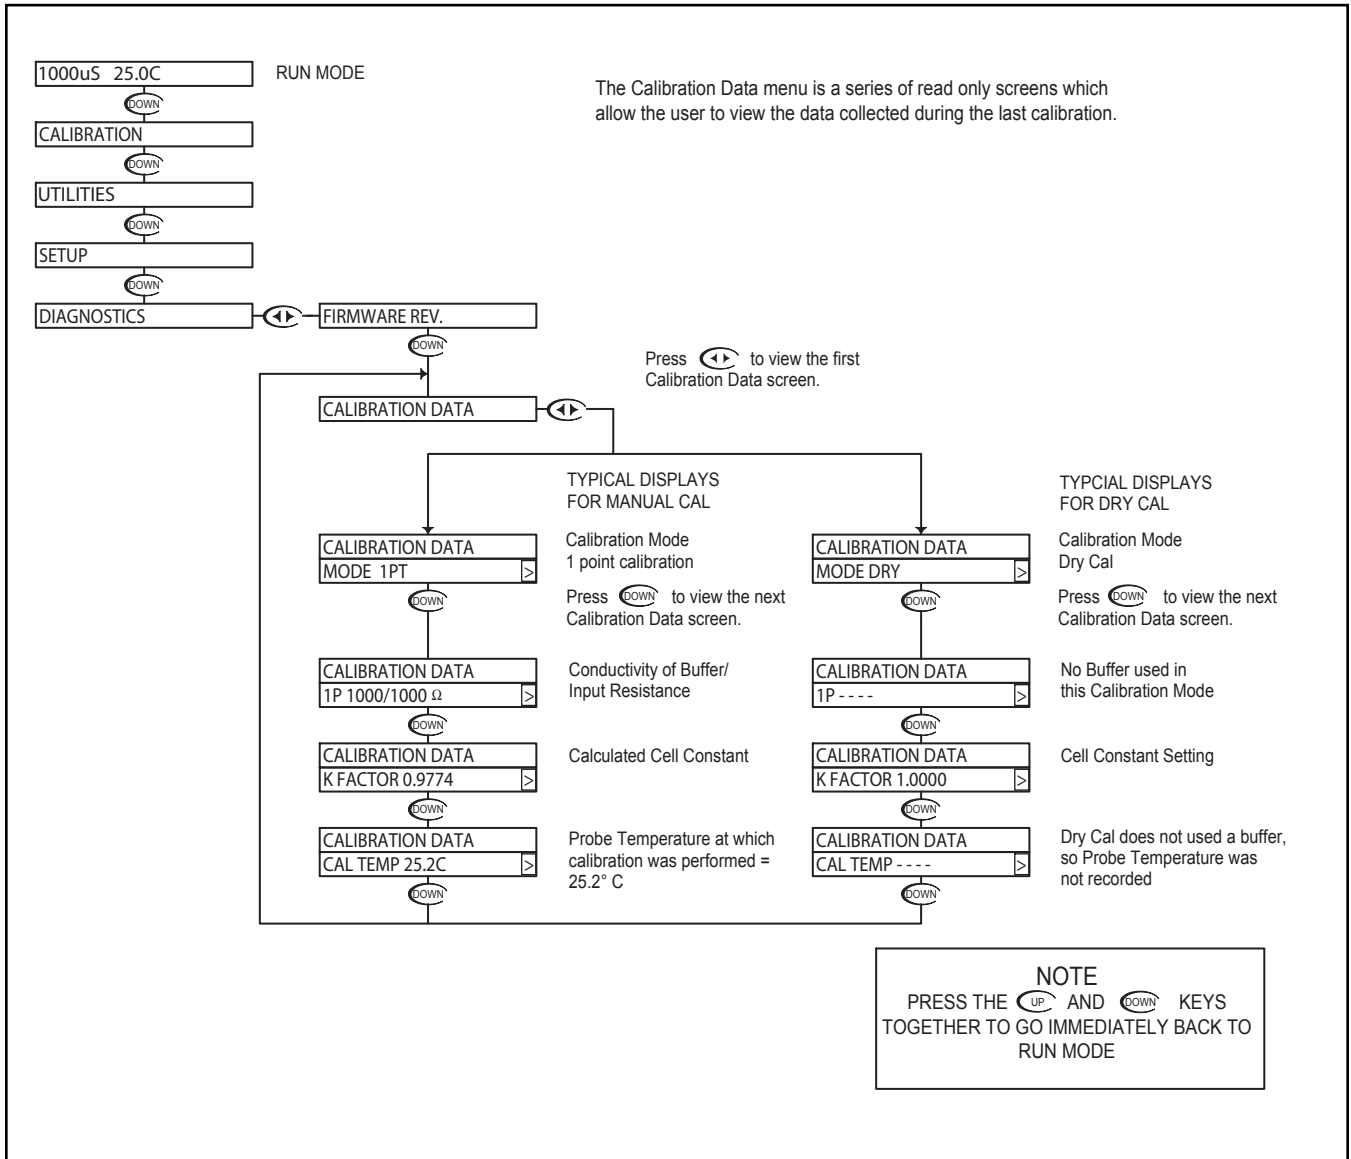 1000uS 25.0C
RUN MODE
The Calibration Data menu is a series of read only screens which
allow the user to view the data collected during the last calibration.
DOWN
CALIBRATION
DOWN
UTILITIES
DOWN
SETUP
DOWN
DIAGNOSTICS
FIRMWARE REV.
DOWN
Press to view the first
Calibration Data screen.
CALIBRATION DATA
TYPICAL DISPLAYS
FOR MANUAL CAL
TYPCIAL DISPLAYS
FOR DRY CAL
CALIBRATION DATA
MODE 1PT >
Calibration Mode
1 point calibration
CALIBRATION DATA
MODE DRY >
Calibration Mode
Dry Cal
DOWN
Press DOWN to view the next
Calibration Data screen.
DOWN
Press DOWN to view the next
Calibration Data screen.
CALIBRATION DATA
1P 1000/1000 Ω >
Conductivity of Buffer/
Input Resistance
CALIBRATION DATA
1P - - - - >
No Buffer used in
this Calibration Mode
DOWN
DOWN
CALIBRATION DATA
K FACTOR 0.9774 >
Calculated Cell Constant
CALIBRATION DATA
K FACTOR 1.0000 >
Cell Constant Setting
DOWN
DOWN
CALIBRATION DATA
CAL TEMP 25.2C >
Probe Temperature at which
calibration was performed =
25.2° C
CALIBRATION DATA
CAL TEMP - - - - >
Dry Cal does not used a buffer,
so Probe Temperature was
not recorded
DOWN
DOWN
NOTE
PRESS THE UP AND DOWN KEYS
TOGETHER TO GO IMMEDIATELY BACK TO
RUN MODE